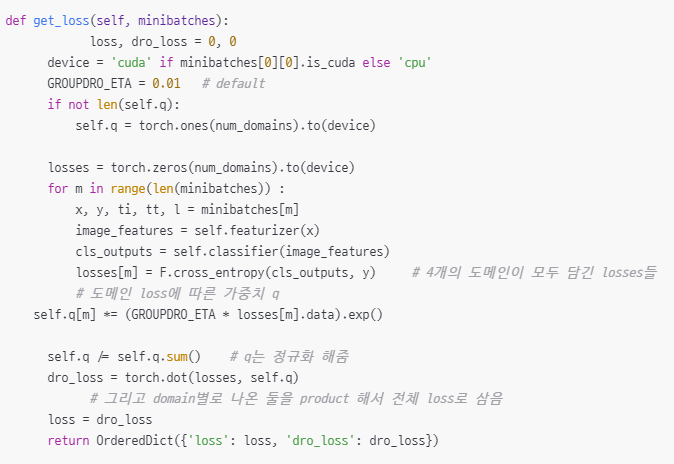 def get_loss(self, minibatches):
            loss, dro_loss = 0, 0
      device = 'cuda' if minibatches[0][0].is_cuda else 'cpu'
      GROUPDRO_ETA = 0.01   # default
      if not len(self.q):
          self.q = torch.ones(num_domains).to(device)

      losses = torch.zeros(num_domains).to(device)
      for m in range(len(minibatches)) :
          x, y, ti, tt, l = minibatches[m]
          image_features = self.featurizer(x)
          cls_outputs = self.classifier(image_features)
          losses[m] = F.cross_entropy(cls_outputs, y)     # 4개의 도메인이 모두 담긴 losses들
          # 도메인 loss에 따른 가중치 q
    self.q[m] *= (GROUPDRO_ETA * losses[m].data).exp()

      self.q /= self.q.sum()    # q는 정규화 해줌
      dro_loss = torch.dot(losses, self.q)
            # 그리고 domain별로 나온 둘을 product 해서 전체 loss로 삼음
      loss = dro_loss
      return OrderedDict({'loss': loss, 'dro_loss': dro_loss})